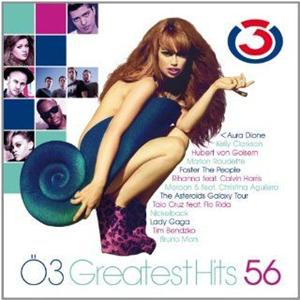 3
<Aura Dione
Kelly Clarkson
Hubert von Goisern
Marlon Roudette
Foster The People
Rihanna feat. Calvin Harris
Maroon 5 feat. Christina Aguilera
The Asteroids Galaxy Tour
Taio Cruz feat. Flo Rida
Nickelback
Lady Gaga
Tim Bendzko
Bruno Mars
Ö3 Greatest Hits 56